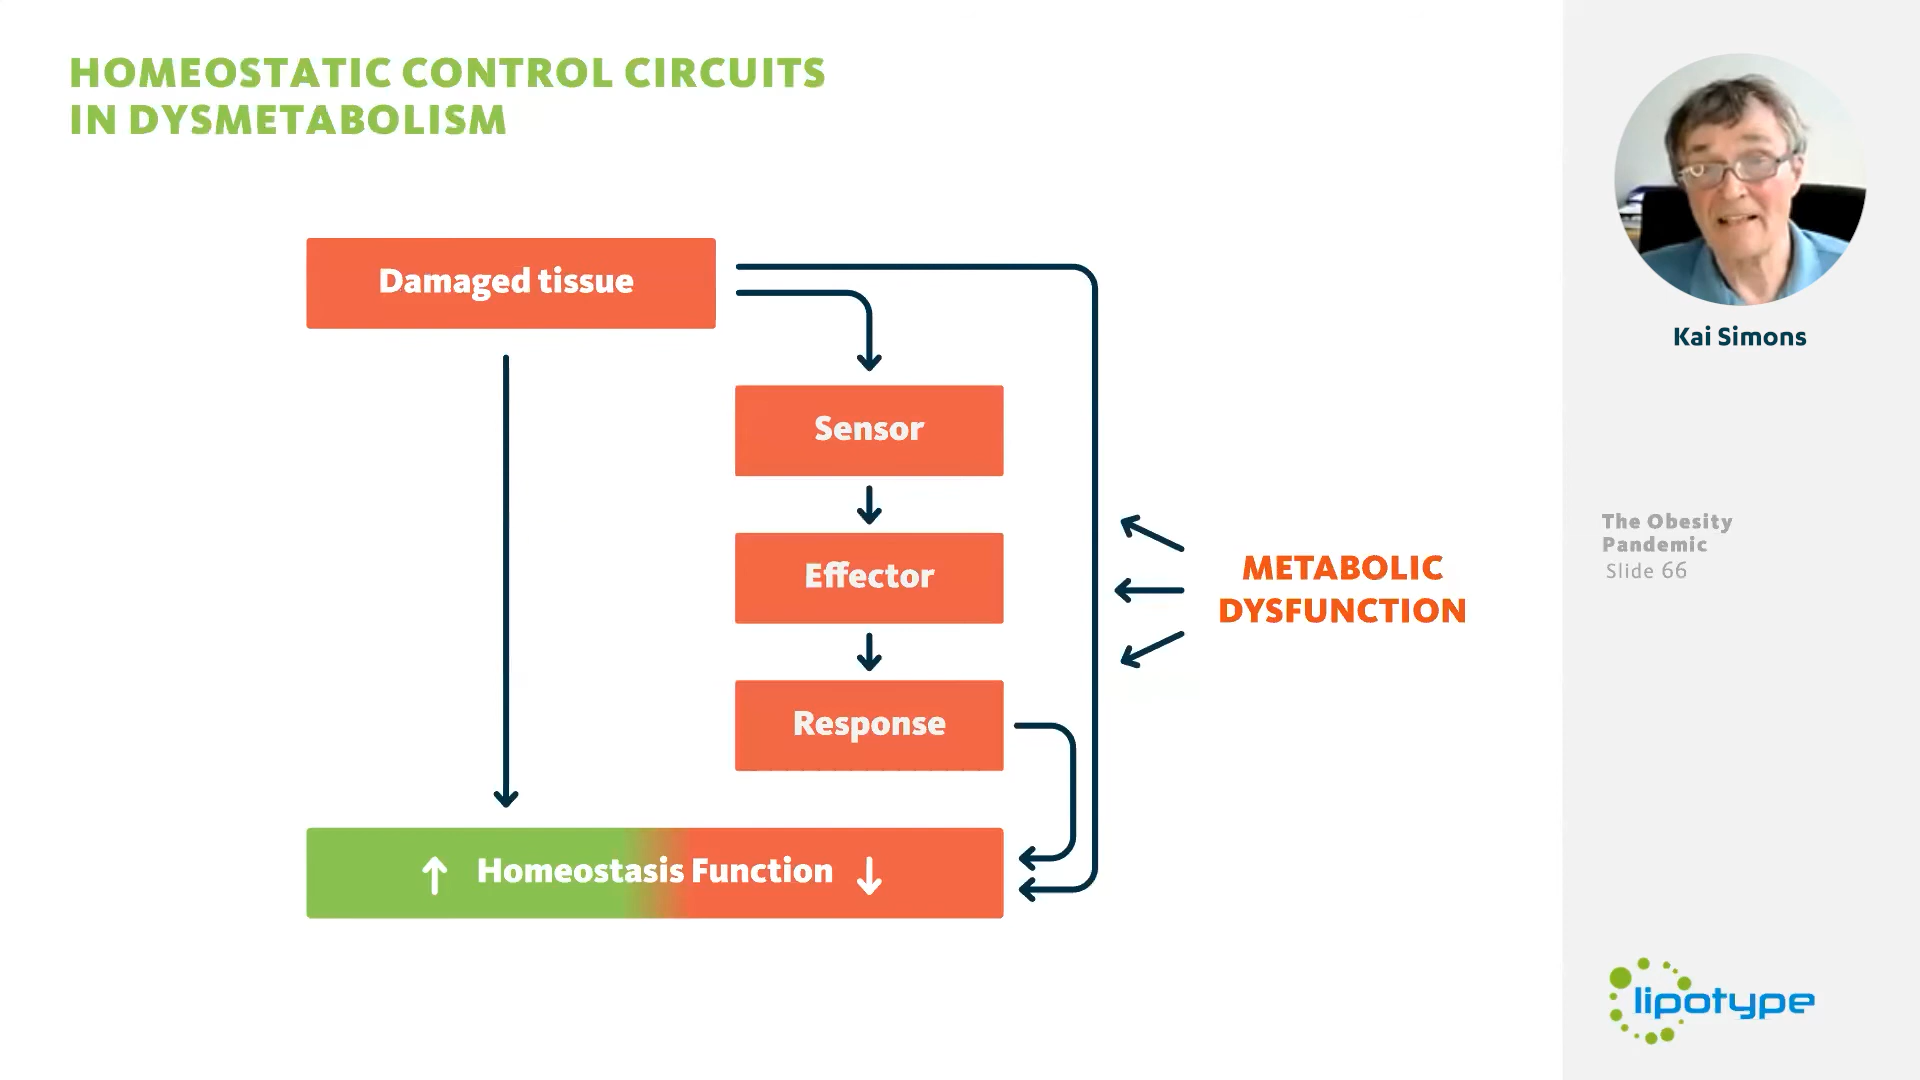 HOMEOSTATIC CONTROL CIRCUITS
IN DYSMETABOLISM
Damaged tissue
Sensor
Effector
Response
Homeostasis Function
METABOLIC
DYSFUNCTION
Kai Simons
The Obesity
Pandemic
Slide 66
lipotype